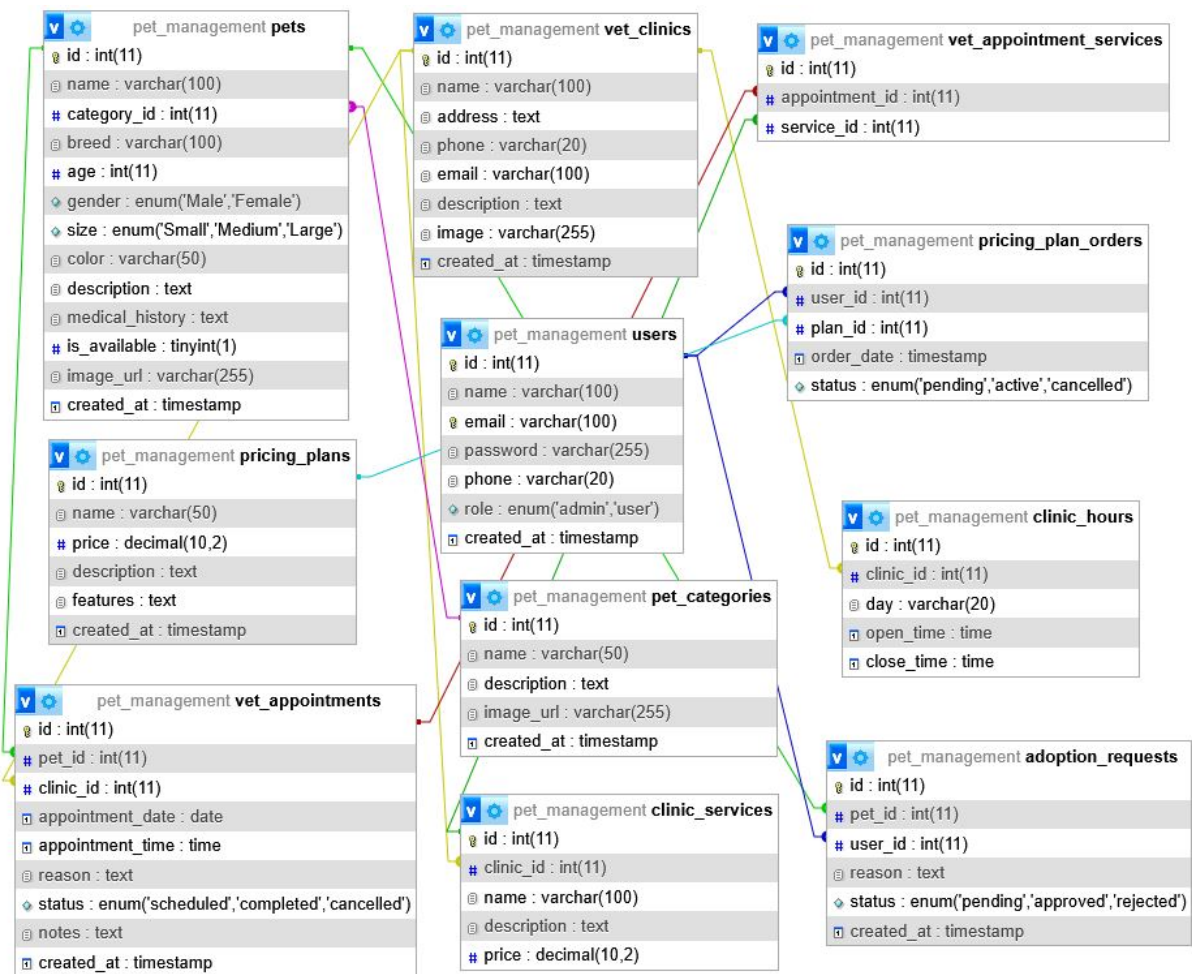 pet_management pets
id : int(11)
name : varchar(100)
category_id : int(11)
breed : varchar(100)
age : int(11)
gender : enum('Male','Female')
size : enum('Small','Medium','Large')
color : varchar(50)
description : text
medical_history : text
is_available : tinyint(1)
image_url : varchar(255)
created_at : timestamp
pet_management vet_clinics
id : int(11)
name : varchar(100)
address : text
phone : varchar(20)
email : varchar(100)
description : text
image : varchar(255)
created_at : timestamp
pet_management vet_appointment_services
id : int(11)
appointment_id : int(11)
service_id : int(11)
pet_management pricing_plan_orders
id : int(11)
user_id : int(11)
plan_id : int(11)
order_date : timestamp
status : enum('pending','active','cancelled')
pet_management users
id : int(11)
name : varchar(100)
email : varchar(100)
password : varchar(255)
phone : varchar(20)
role : enum('admin','user')
created_at : timestamp
pet_management pricing_plans
id : int(11)
name : varchar(50)
price : decimal(10,2)
description : text
features : text
created_at : timestamp
pet_management clinic_hours
id : int(11)
clinic_id : int(11)
day : varchar(20)
open_time : time
close_time : time
pet_management pet_categories
id : int(11)
name : varchar(50)
description : text
image_url : varchar(255)
created_at : timestamp
pet_management vet_appointments
id : int(11)
pet_id : int(11)
clinic_id : int(11)
appointment_date : date
appointment_time : time
reason : text
status : enum('scheduled','completed','cancelled')
notes : text
created_at : timestamp
pet_management clinic_services
id : int(11)
clinic_id : int(11)
name : varchar(100)
description : text
price : decimal(10,2)
pet_management adoption_requests
id : int(11)
pet_id : int(11)
user_id : int(11)
reason : text
status : enum('pending','approved','rejected')
created_at : timestamp